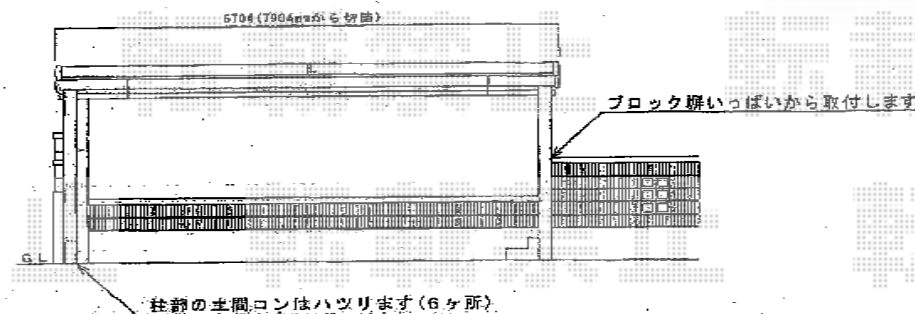 5704(7904mmから切詰)
ブロック塀いっぱいから取付します
GL
柱部の土間コンはハツリます(6ヶ所)